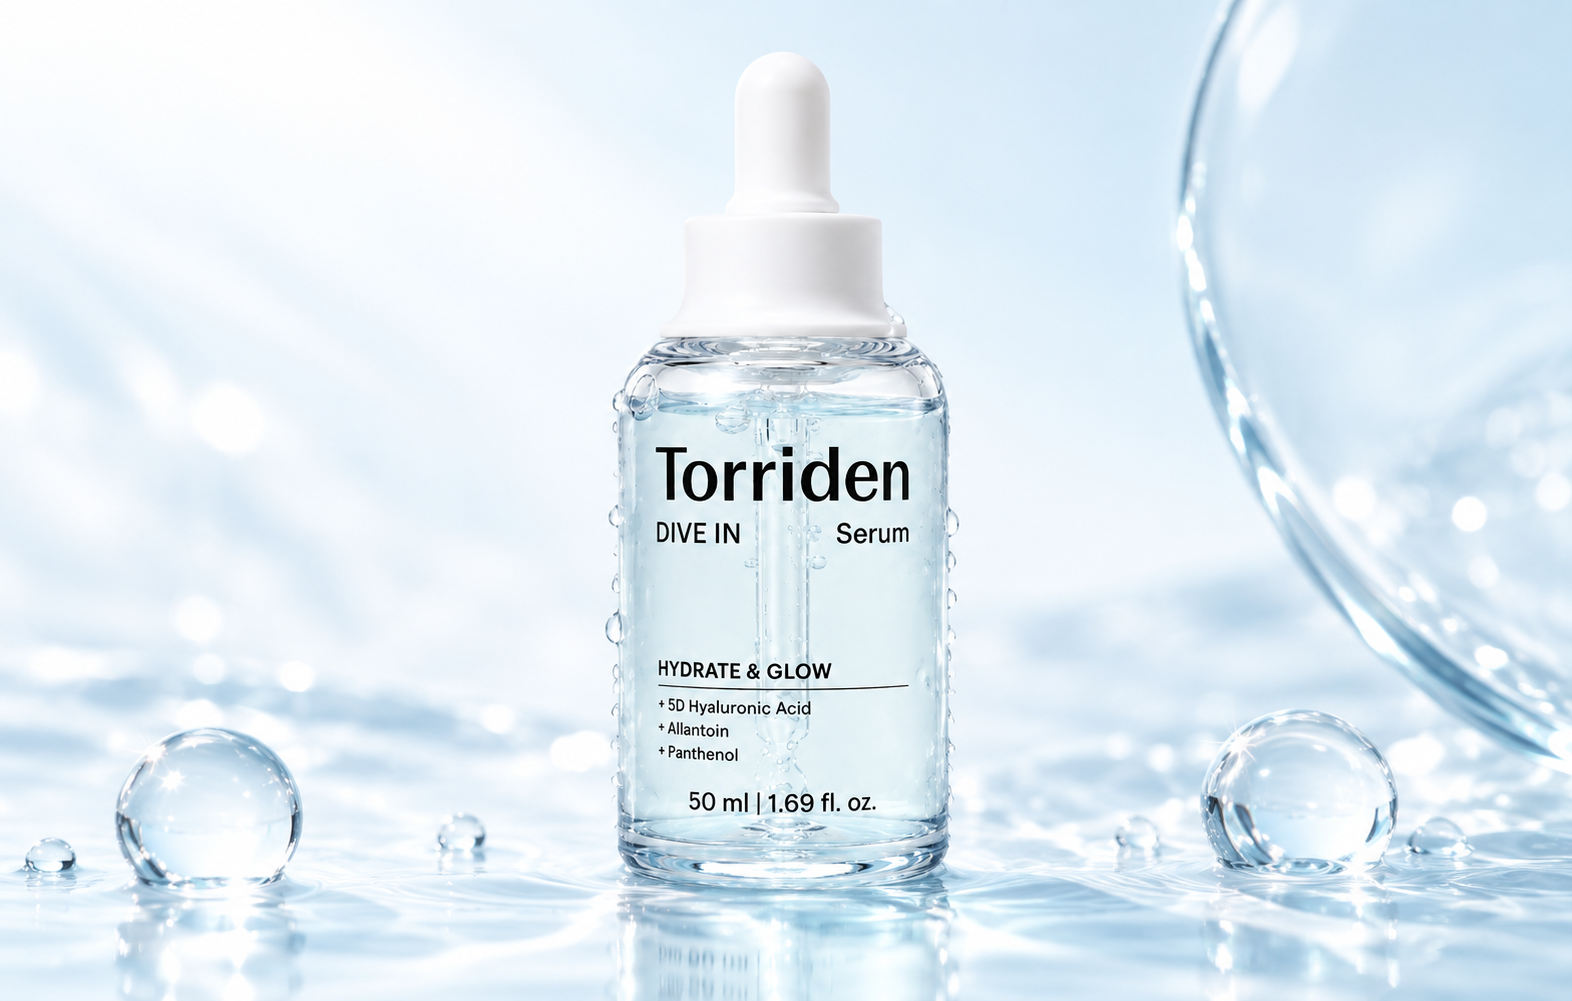 Torriden
DIVE IN Serum
HYDRATE & GLOW
+ 5D Hyaluronic Acid
+ Allantoin
+ Panthenol
50 ml | 1.69 fl. oz.